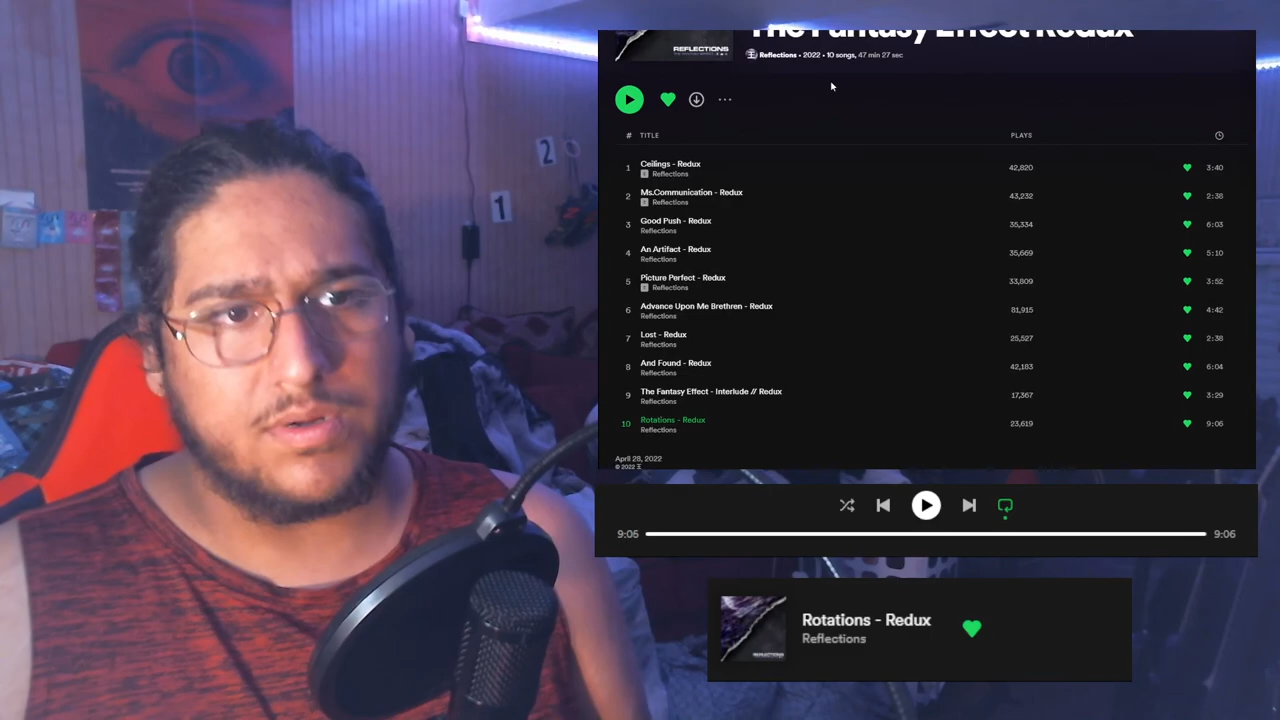 The Fantasy Effect Redux
REFLECTIONS
Reflections • 2022 • 10 songs, 47 min 27 sec
# TITLE PLAYS
1 Ceilings - Redux 42,820 3:40
E Reflections
2 Ms.Communication - Redux 43,232 2:38
E Reflections
3 Good Push - Redux 35,334 6:03
Reflections
4 An Artifact - Redux 35,669 5:10
Reflections
5 Picture Perfect - Redux 33,809 3:52
E Reflections
6 Advance Upon Me Brethren - Redux 81,915 4:42
Reflections
7 Lost - Redux 25,527 2:38
Reflections
8 And Found - Redux 42,183 6:04
Reflections
9 The Fantasy Effect - Interlude // Redux 17,367 3:29
Reflections
10 Rotations - Redux 23,619 9:06
Reflections
April 28, 2022
© 2022 王
9:05 9:06
Rotations - Redux
Reflections
REFLECTIONS
2
1